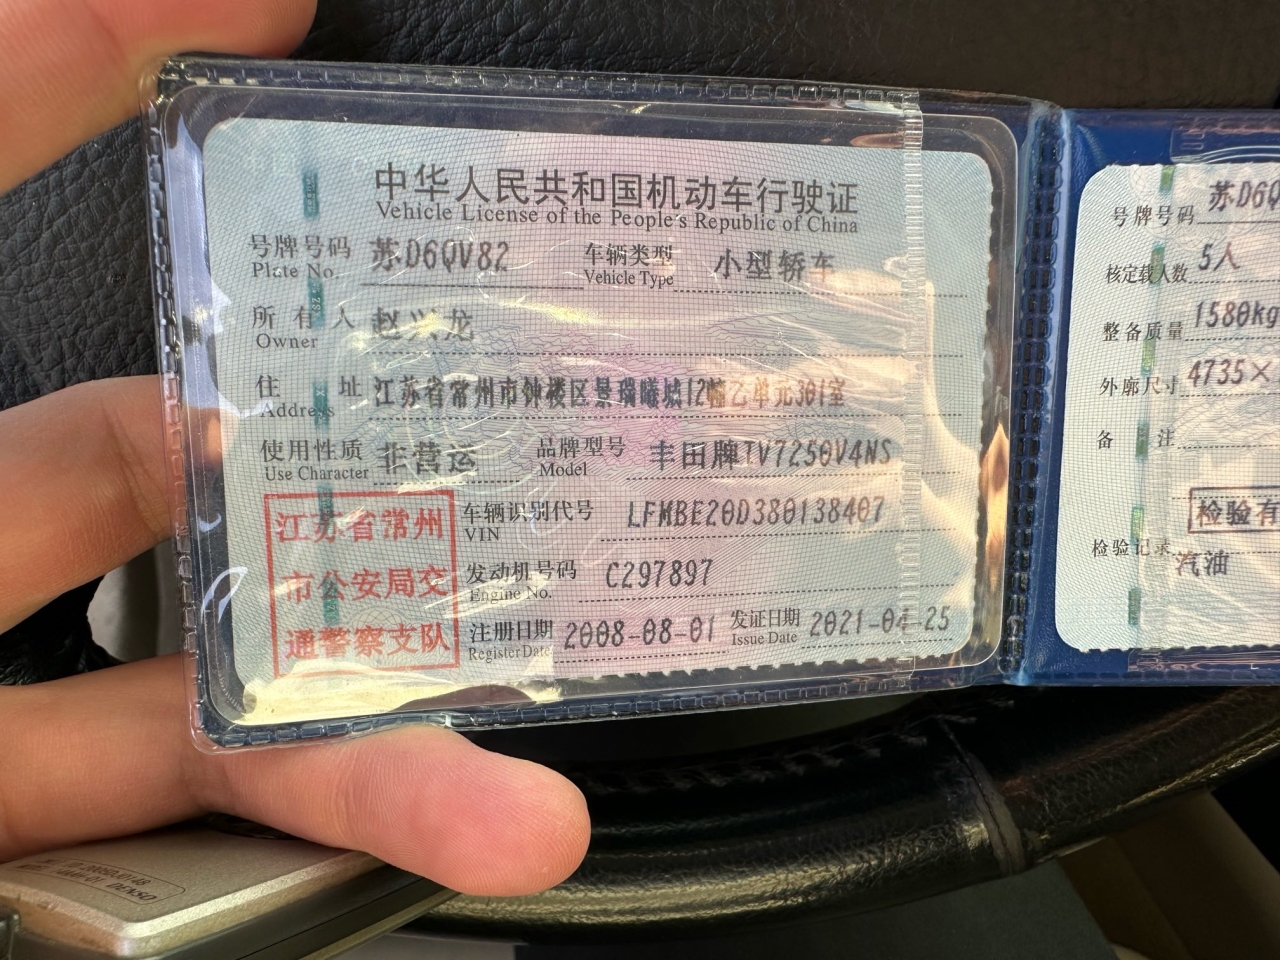 中华人民共和国机动车行驶证
Vehicle License of the People's Republic of China
号牌号码 苏D6QV82 车辆类型 小型轿车
Plate No. Vehicle Type
所有人 赵兴龙
Owner
住址 江苏省常州市钟楼区景瑞曦城12幢乙单元301室
Address
使用性质 非营运 品牌型号 丰田牌TV7250V4NS
Use Character Model
江苏省常州
市公安局交
通警察支队
车辆识别代号 LFMBE20D380138407
VIN
发动机号码 C297897
Engine No.
注册日期 2008-08-01 发证日期 2021-04-25
Register Date Issue Date
号牌号码 苏D6Q
核定载人数 5人
整备质量 1580kg
外廓尺寸 4735×
备注
检验有
检验记录
汽油